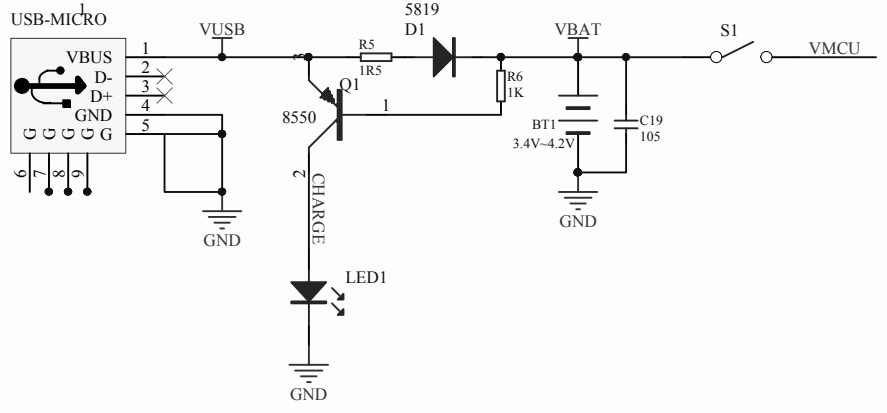 1
USB-MICRO
VBUS 1
D- 2
D+ 3
GND 4
G 5
G G G G
6 7 8 9
VUSB
GND
3
R5
1R5
5819
D1
Q1
8550
1
2
CHARGE
LED1
GND
R6
1K
VBAT
BT1
3.4V~4.2V
C19
105
GND
S1
VMCU